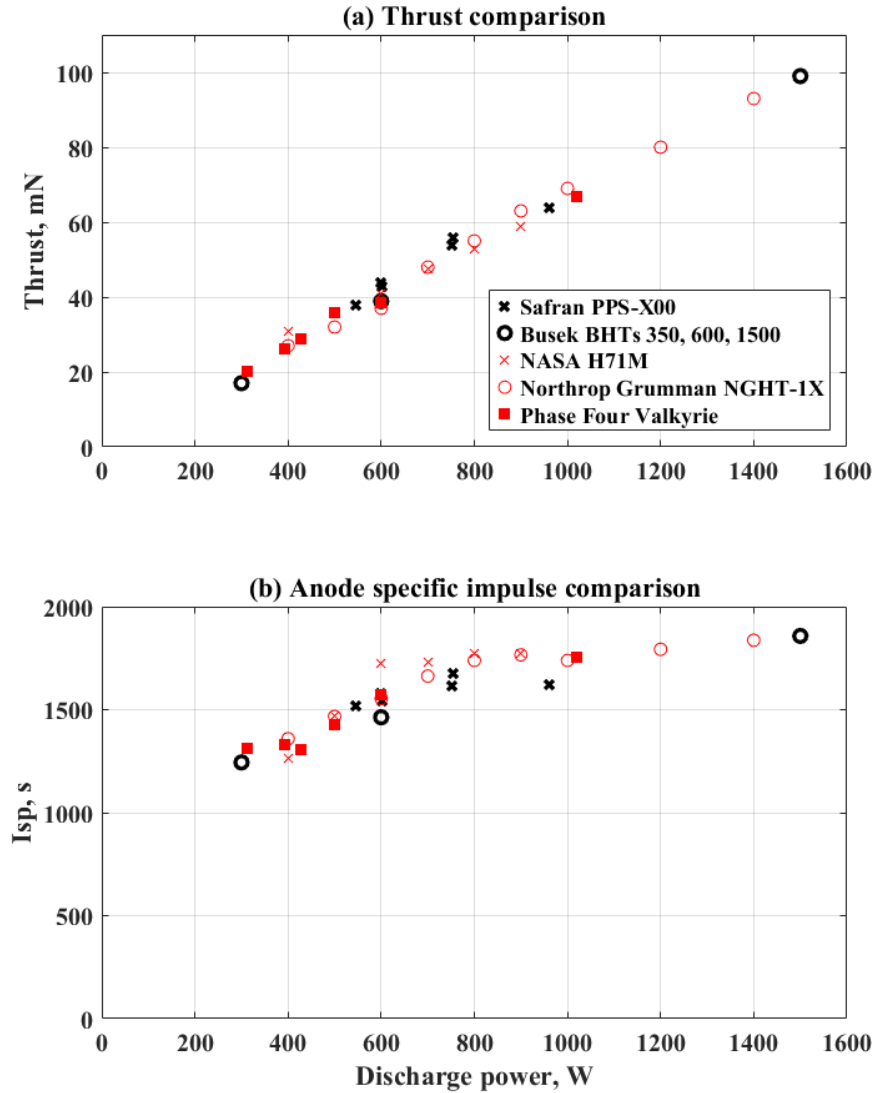 (a) Thrust comparison
100
80
60
40
20
0
Thrust, mN
Safran PPS-X00
Busek BHTs 350, 600, 1500
NASA H71M
Northrop Grumman NGHT-1X
Phase Four Valkyrie
0 200 400 600 800 1000 1200 1400 1600
(b) Anode specific impulse comparison
2000
1500
1000
500
0
Isp, s
0 200 400 600 800 1000 1200 1400 1600
Discharge power, W